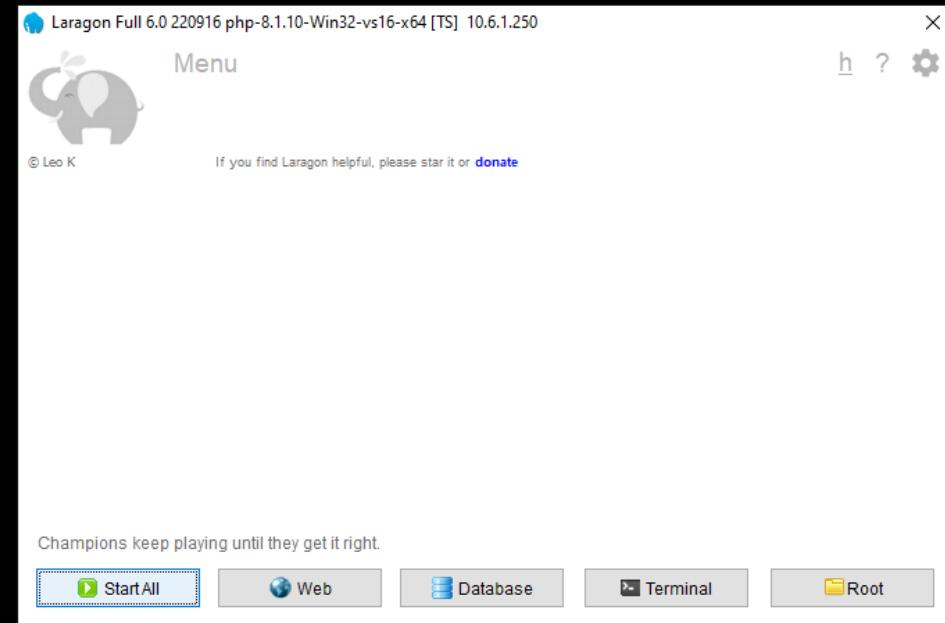 Laragon Full 6.0 220916 php-8.1.10-Win32-vs16-x64 [TS] 10.6.1.250
Menu
h ?
© Leo K
If you find Laragon helpful, please star it or donate
Champions keep playing until they get it right.
Start All Web Database Terminal Root